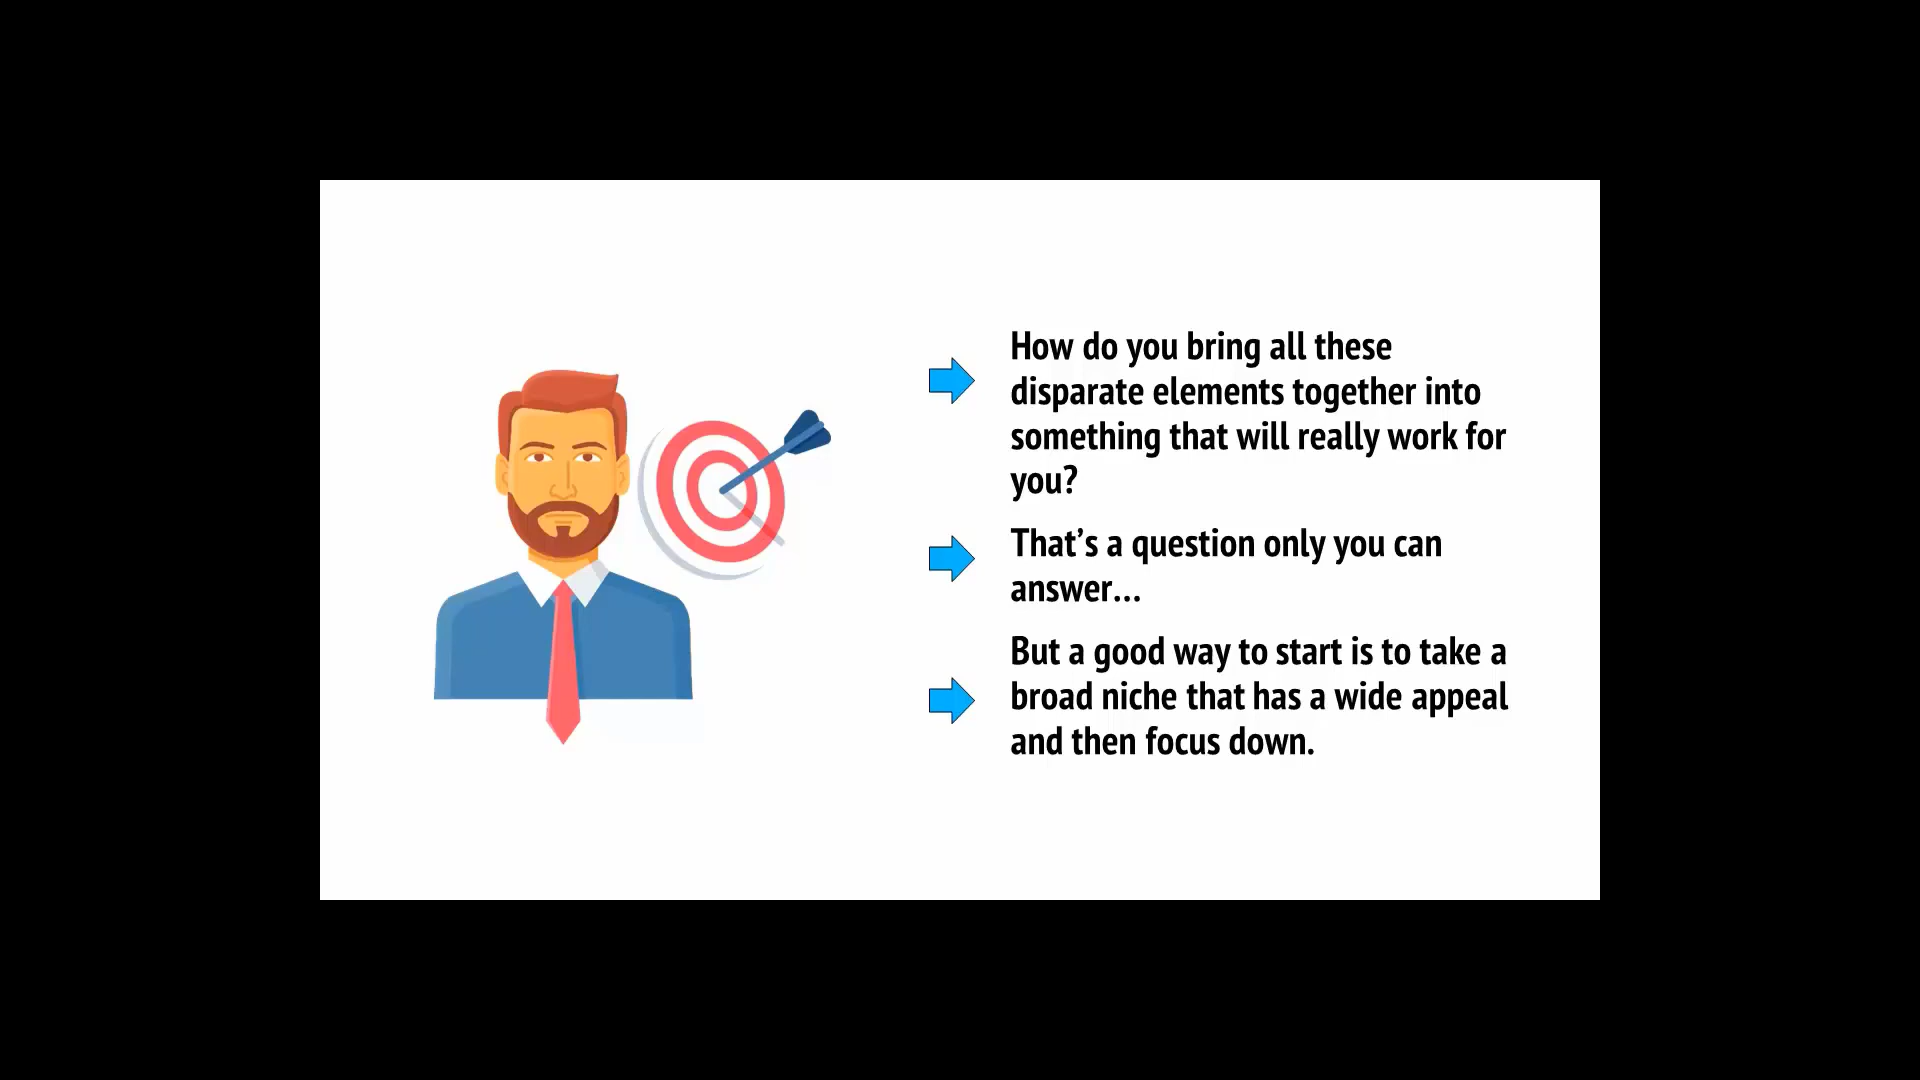 How do you bring all these
disparate elements together into
something that will really work for
you?
That’s a question only you can
answer…
But a good way to start is to take a
broad niche that has a wide appeal
and then focus down.